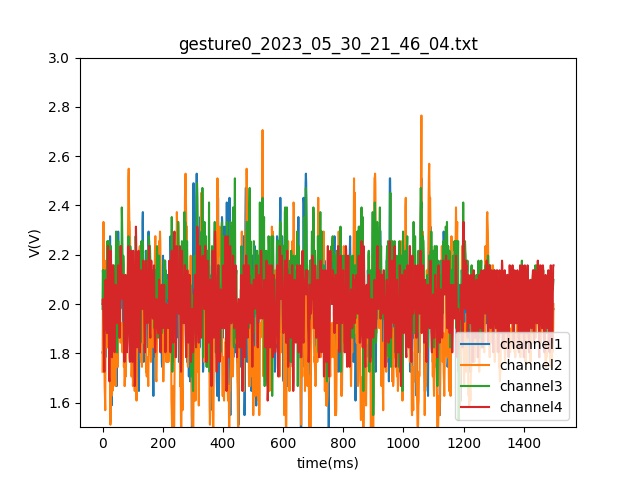 gesture0_2023_05_30_21_46_04.txt
3.0
2.8
2.6
2.4
2.2
2.0
1.8
1.6
V(V)
channel1
channel2
channel3
channel4
0 200 400 600 800 1000 1200 1400
time(ms)